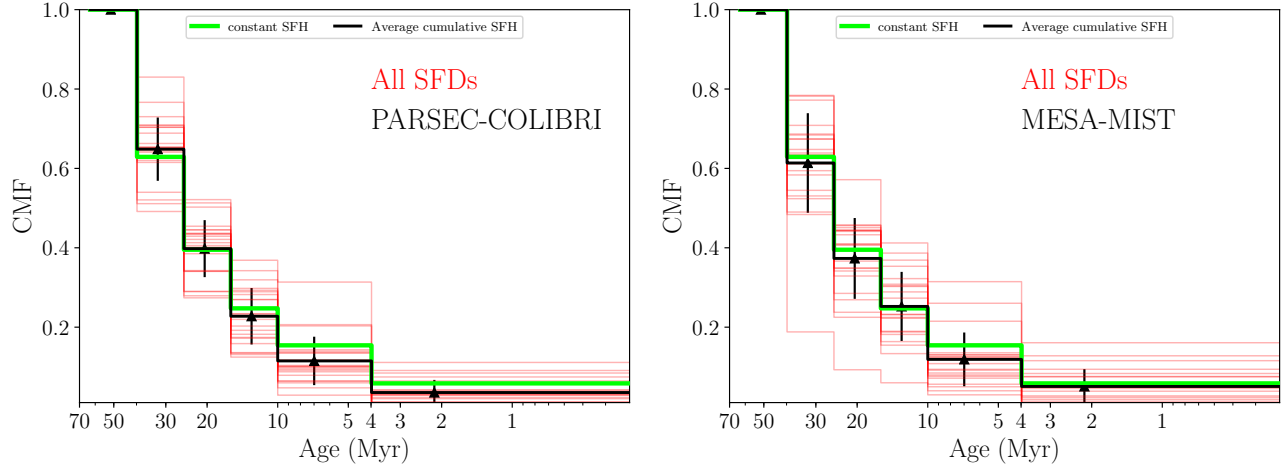 constant SFH Average cumulative SFH
All SFDs
PARSEC-COLIBRI
CMF
1.0
0.8
0.6
0.4
0.2
70 50 30 20 10 5 4 3 2 1
Age (Myr)
constant SFH Average cumulative SFH
All SFDs
MESA-MIST
CMF
1.0
0.8
0.6
0.4
0.2
70 50 30 20 10 5 4 3 2 1
Age (Myr)